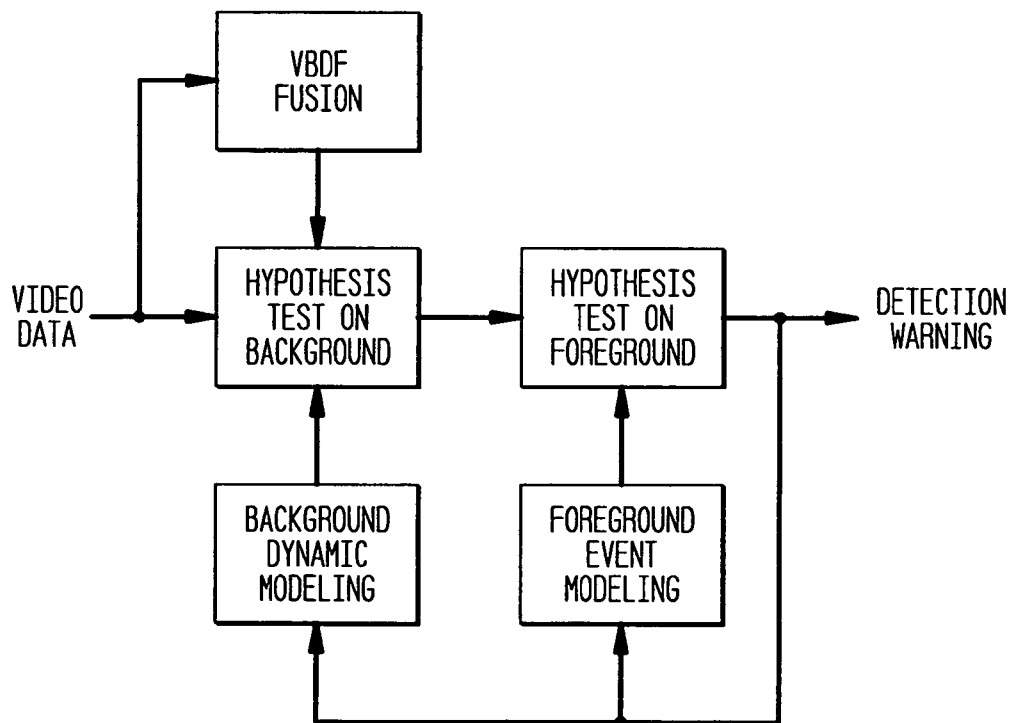 VBDF
FUSION
VIDEO
DATA
HYPOTHESIS
TEST ON
BACKGROUND
HYPOTHESIS
TEST ON
FOREGROUND
DETECTION
WARNING
BACKGROUND
DYNAMIC
MODELING
FOREGROUND
EVENT
MODELING